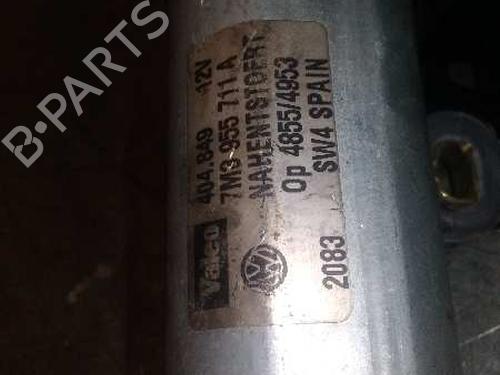 404.849 12V
7M3 955 711 A
NAHENTSTOERT
Op 4855/4953
SW4 SPAIN
Valeo
2083
B-PARTS